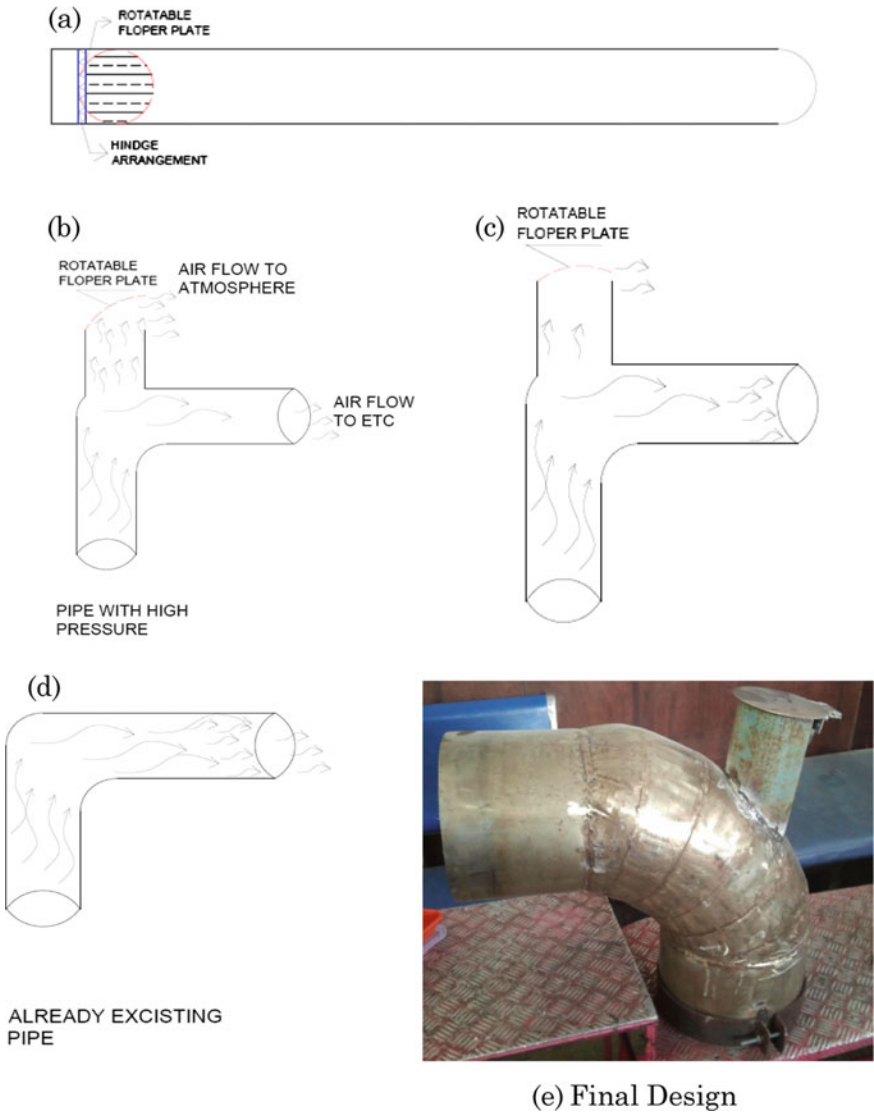 (a)
ROTATABLE
FLOPER PLATE
HINDGE
ARRANGEMENT
(b)
ROTATABLE
FLOPER PLATE
AIR FLOW TO
ATMOSPHERE
AIR FLOW
TO ETC
PIPE WITH HIGH
PRESSURE
(c)
ROTATABLE
FLOPER PLATE
(d)
ALREADY EXCISTING
PIPE
(e) Final Design